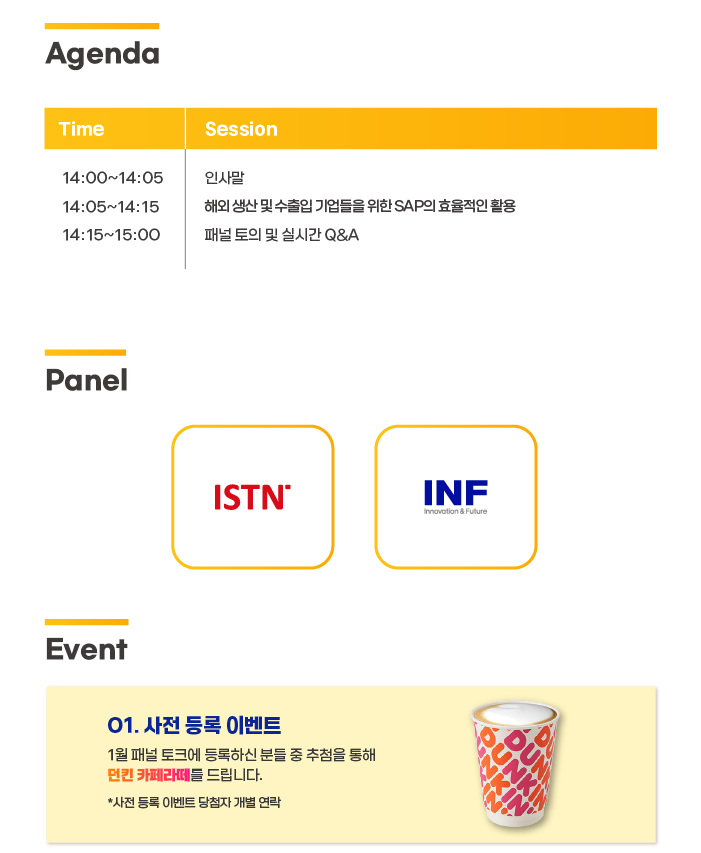 Agenda
Time Session
14:00~14:05 인사말
14:05~14:15 해외 생산 및 수출입 기업들을 위한 SAP의 효율적인 활용
14:15~15:00 패널 토의 및 실시간 Q&A
Panel
ISTN
INF
Innovation & Future
Event
01. 사전 등록 이벤트
1월 패널 토크에 등록하신 분들 중 추첨을 통해
던킨 카페라떼를 드립니다.
*사전 등록 이벤트 당첨자 개별 연락
DUNKIN'
DUNKIN'
DUNKIN'